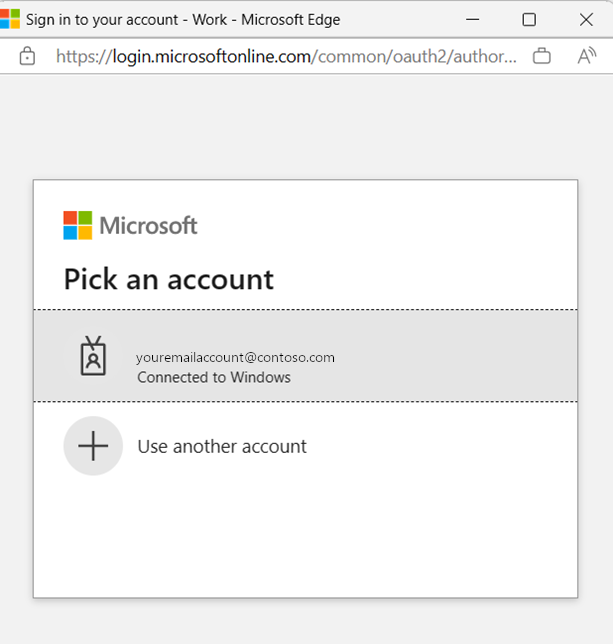 Sign in to your account - Work - Microsoft Edge
https://login.microsoftonline.com/common/oauth2/author...
Microsoft
Pick an account
youremailaccount@contoso.com
Connected to Windows
Use another account